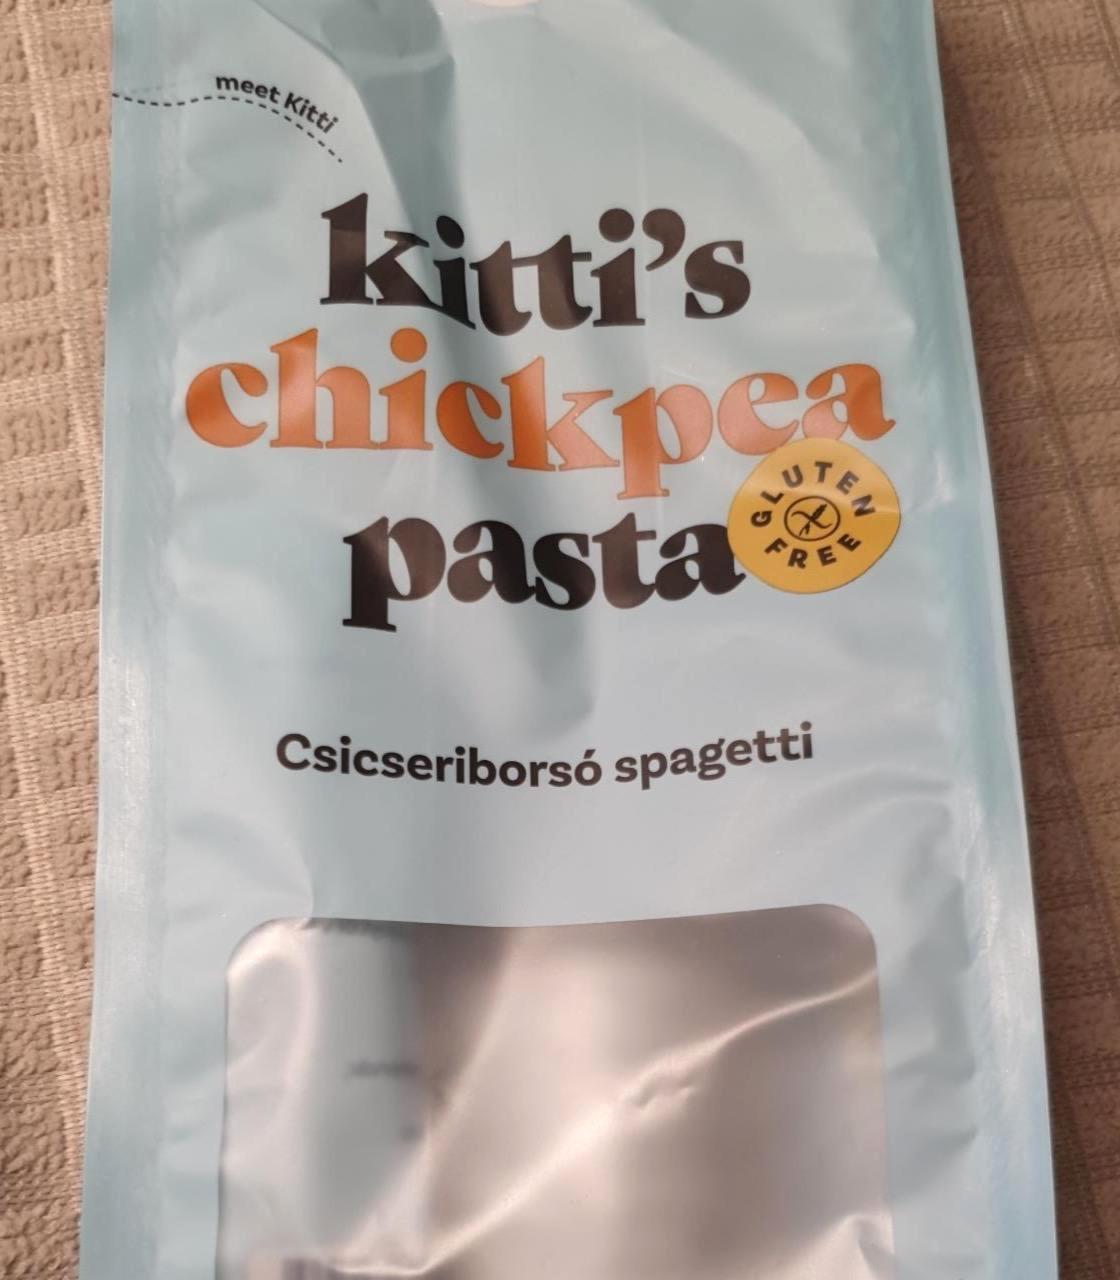 meet Kitti
kitti's
chickpea
pasta
GLUTEN
FREE
Csicseriborsó spagetti